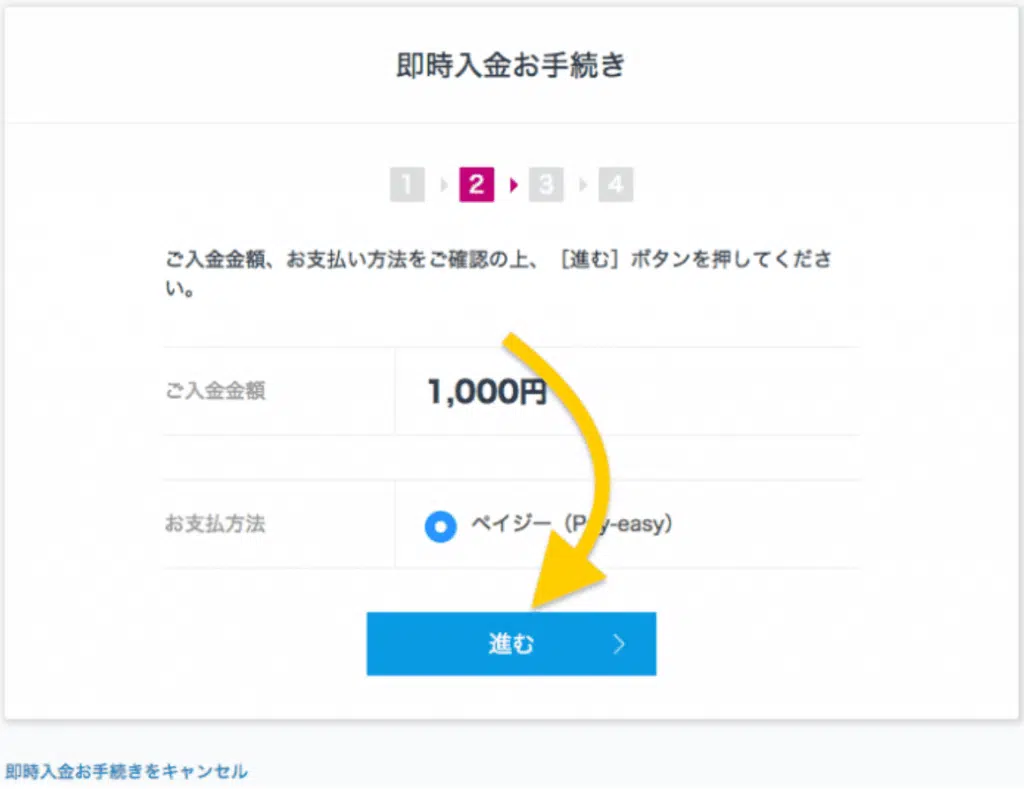 即時入金お手続き
1 2 3 4
ご入金金額、お支払い方法をご確認の上、［進む］ボタンを押してくださ
い。
ご入金金額 1,000円
お支払方法 ペイジー（Pay-easy）
進む
即時入金お手続きをキャンセル